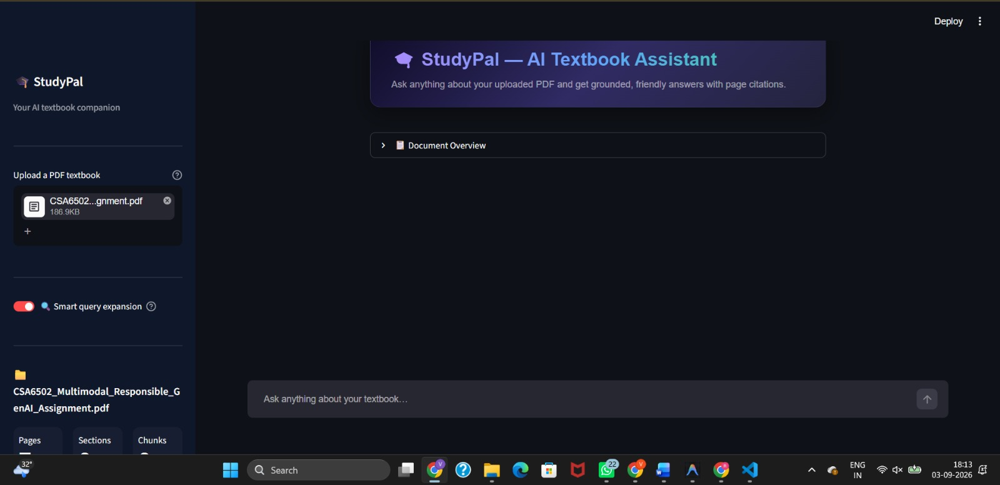 Deploy
StudyPal
Your AI textbook companion
Upload a PDF textbook
CSA6502...gnment.pdf
186.9KB
Smart query expansion
CSA6502_Multimodal_Responsible_G
enAI_Assignment.pdf
Pages
Sections
Chunks
StudyPal — AI Textbook Assistant
Ask anything about your uploaded PDF and get grounded, friendly answers with page citations.
Document Overview
Ask anything about your textbook…
32°
Search
22
ENG
IN
18:13
03-09-2026